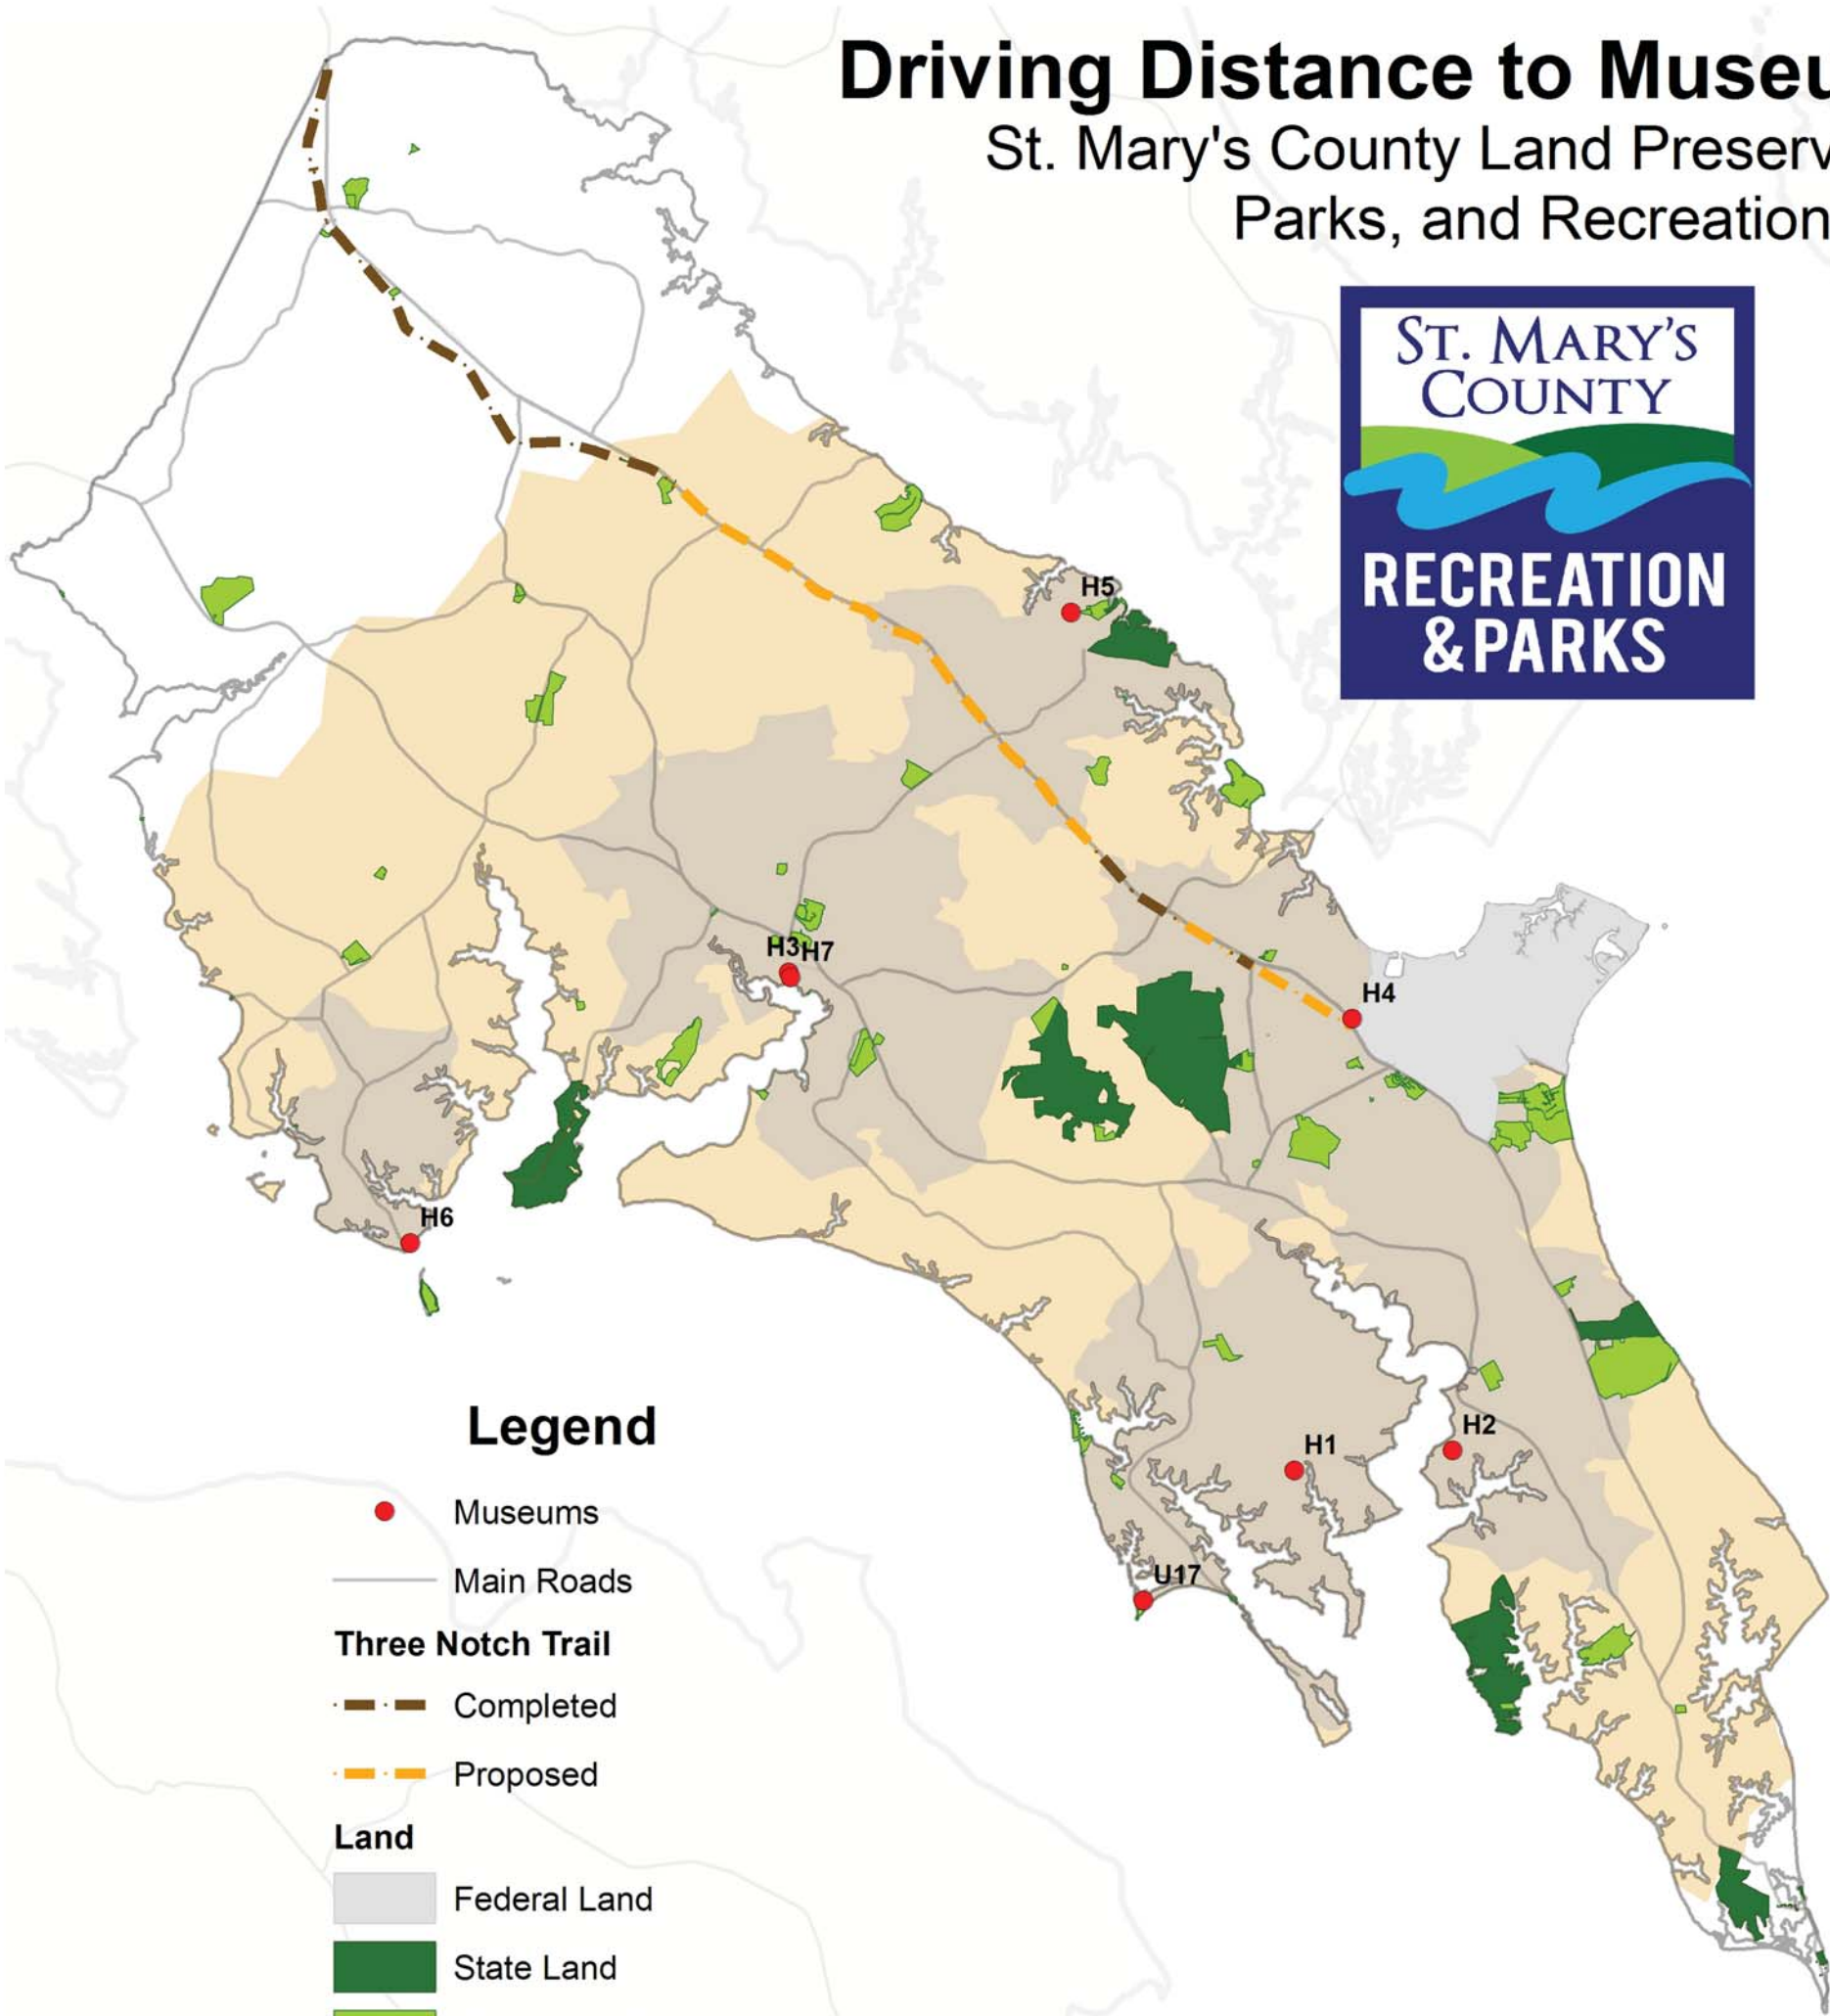 Driving Distance to Museu
St. Mary's County Land Preserv
Parks, and Recreation
ST. MARY'S
COUNTY
RECREATION
&PARKS
H5
H3
H7
H4
H6
H2
H1
U17
Legend
Museums
Main Roads
Three Notch Trail
Completed
Proposed
Land
Federal Land
State Land